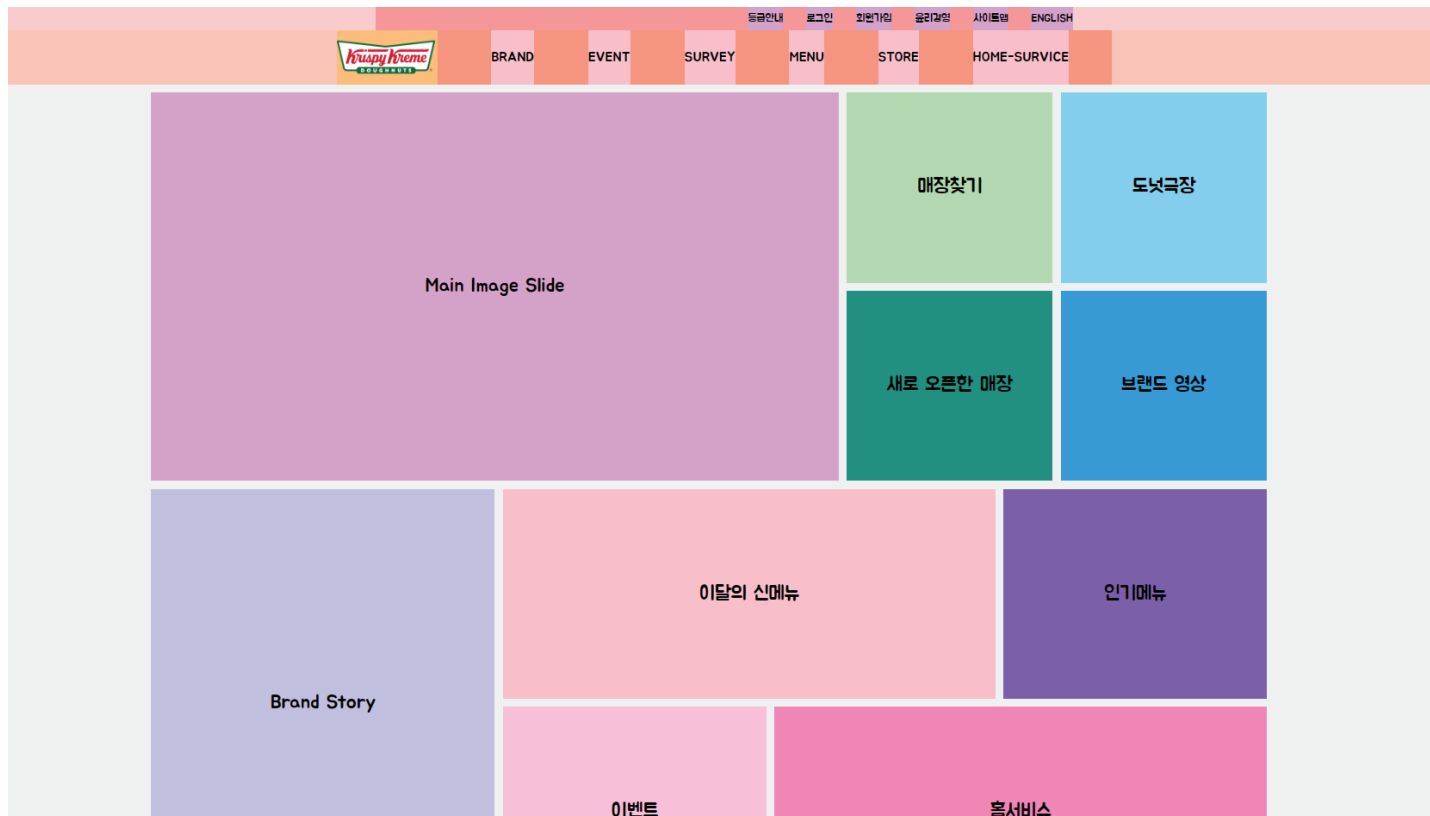 등급안내 로그인 회원가입 윤리경영 사이트맵 ENGLISH
Krispy Kreme
DOUGHNUTS
BRAND EVENT SURVEY MENU STORE HOME-SURVICE
매장찾기
도넛극장
Main Image Slide
새로 오픈한 매장
브랜드 영상
이달의 신메뉴
인기메뉴
Brand Story
이벤트
홈서비스